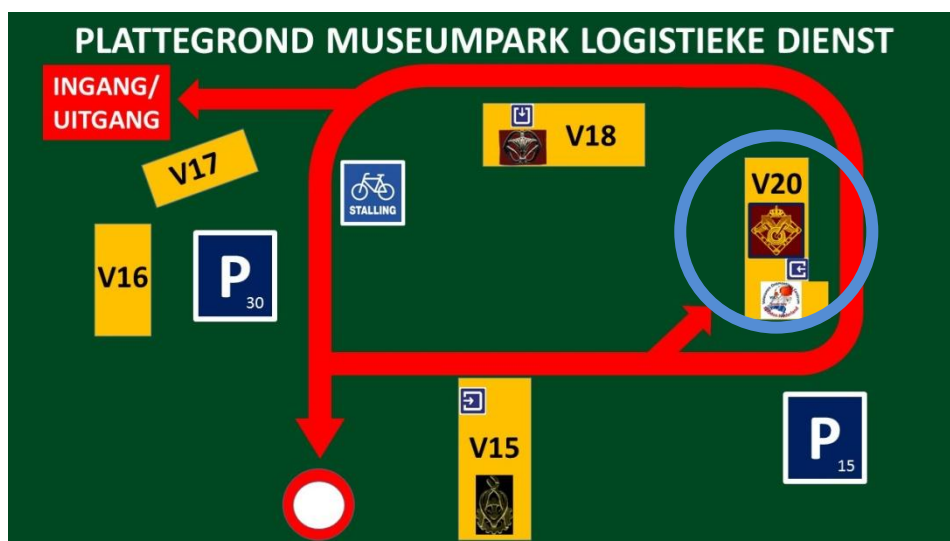 PLATTEGROND MUSEUMPARK LOGISTIEKE DIENST
INGANG/
UITGANG
V17
V18
STALLING
V20
V16
P
30
V15
P
15